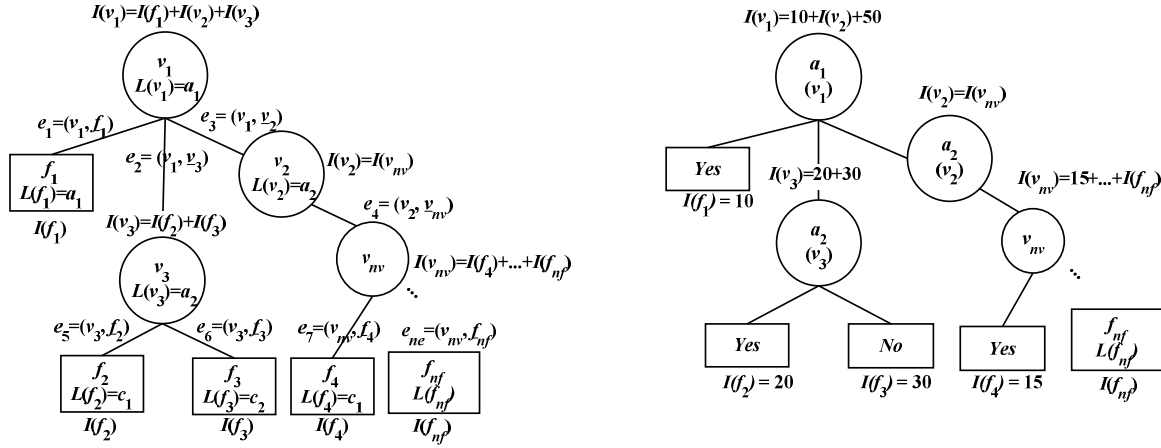 I(v1)=I(f1)+I(v2)+I(v3)
v1
L(v1)=a1
e1=(v1, f1)
e2= (v1, v3)
e3= (v1, v2)
f1
L(f1)=a1
I(f1)
v2
L(v2)=a2
I(v2)=I(vnv)
e4= (v2, vnv)
I(v3)=I(f2)+I(f3)
v3
L(v3)=a2
vnv
I(vnv)=I(f4)+...+I(fnf)
...
e5=(v3, f2)
e6=(v3, f3)
e7=(vnv, f4)
ene=(vnv, fnf)
f2
L(f2)=c1
I(f2)
f3
L(f3)=c2
I(f3)
f4
L(f4)=c1
I(f4)
fnf
L(fnf)
I(fnf)
I(v1)=10+I(v2)+50
a1
(v1)
Yes
I(f1) = 10
I(v2)=I(vnv)
a2
(v2)
I(v3)=20+30
a2
(v3)
I(vnv)=15+...+I(fnf)
vnv
...
Yes
I(f2) = 20
No
I(f3) = 30
Yes
I(f4) = 15
fnf
L(fnf)
I(fnf)